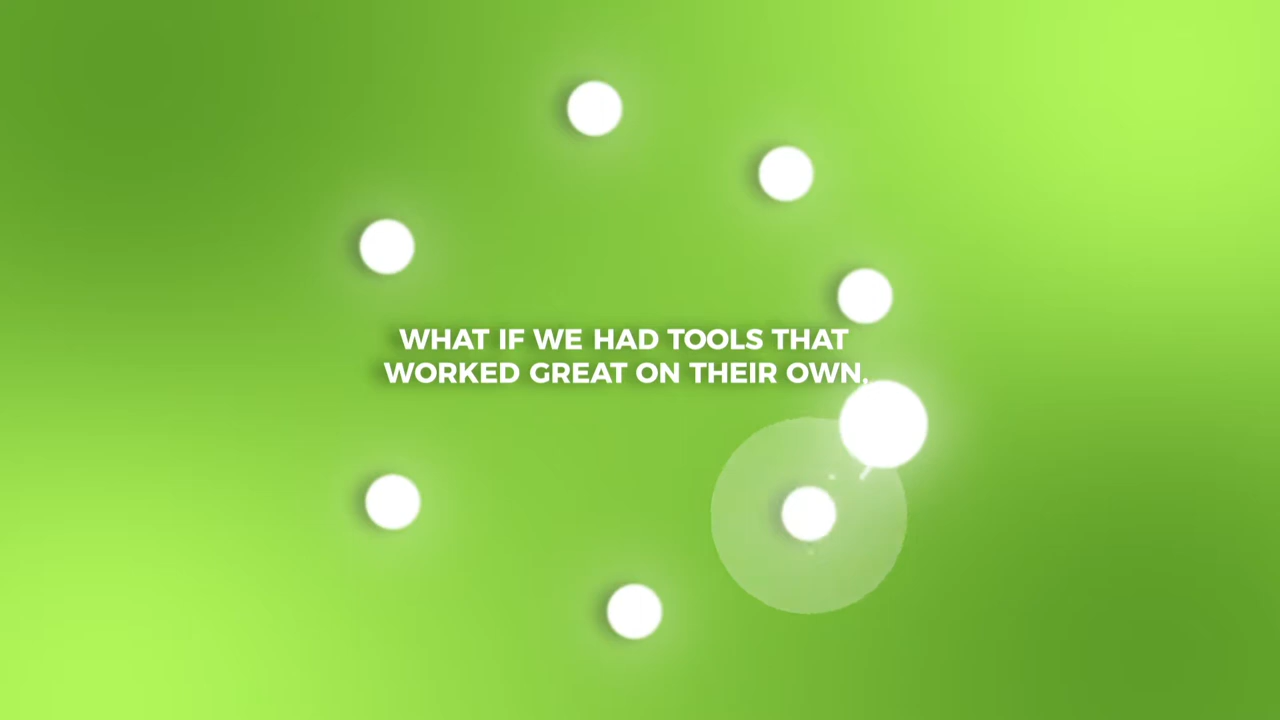 WHAT IF WE HAD TOOLS THAT
WORKED GREAT ON THEIR OWN,